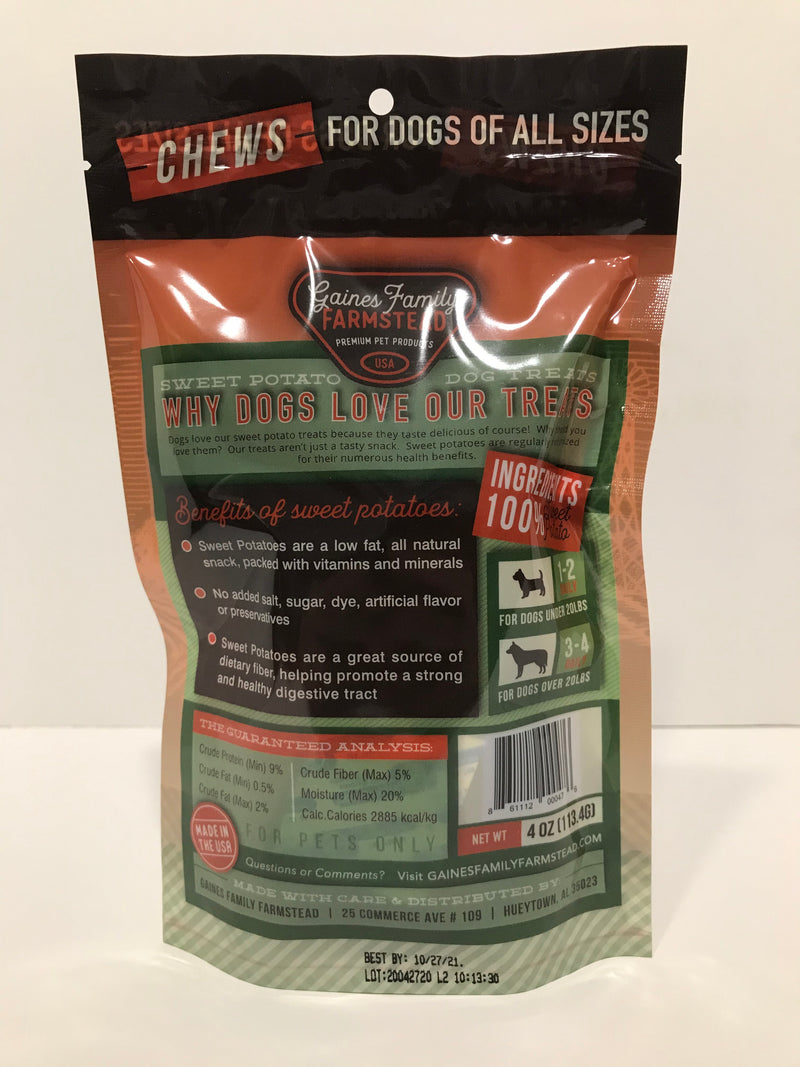 CHEWS FOR DOGS OF ALL SIZES
Gaines Family
FARMSTEAD
PREMIUM PET PRODUCTS
USA
SWEET POTATO DOG TREATS
WHY DOGS LOVE OUR TREATS
Dogs love our sweet potato treats because they taste delicious of course! you
love them? Our treats aren't just a tasty snack. Sweet potatoes are
for their numerous health benefits.
INGREDIENTS
100% Sweet
Potato
Benefits of sweet potatoes:
Sweet Potatoes are a low fat, all natural
snack, packed with vitamins and minerals
No added salt, sugar, dye, artificial flavor
or preservatives
Sweet Potatoes are a great source of
dietary fiber, helping promote a strong
and healthy digestive tract
1-2
FOR DOGS UNDER 20LBS
3-4
FOR DOGS OVER 20LBS
THE GUARANTEED ANALYSIS:
Crude Protein (Min) 9%
Crude Fat (Min) 0.5%
Crude Fat (Max) 2%
Crude Fiber (Max) 5%
Moisture (Max) 20%
Calc.Calories 2885 kcal/kg
FOR PETS ONLY
8 61112 00047 6
NET WT 4 OZ (113.4G)
MADE IN
THE USA
Questions or Comments? Visit GAINESFAMILYFARMSTEAD.COM
MADE WITH CARE & DISTRIBUTED BY
GAINES FAMILY FARMSTEAD | 25 COMMERCE AVE # 109 | HUEYTOWN, AL 35023
BEST BY: 10/27/21.
LOT:20042720 L2 10:13:30